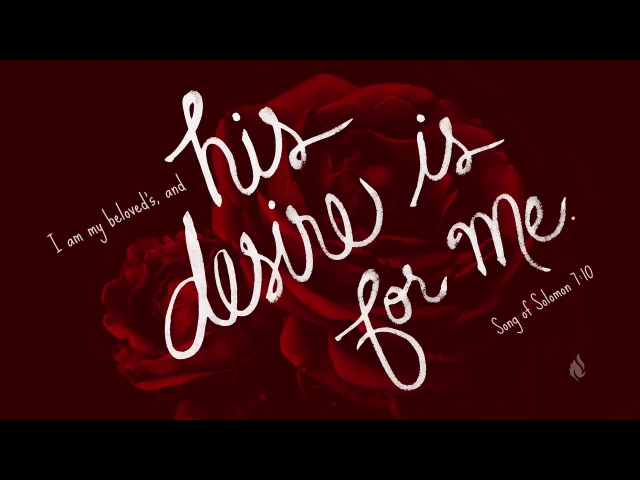 I am my beloved's, and
his
desire is
for me.
Song of Solomon 7:10